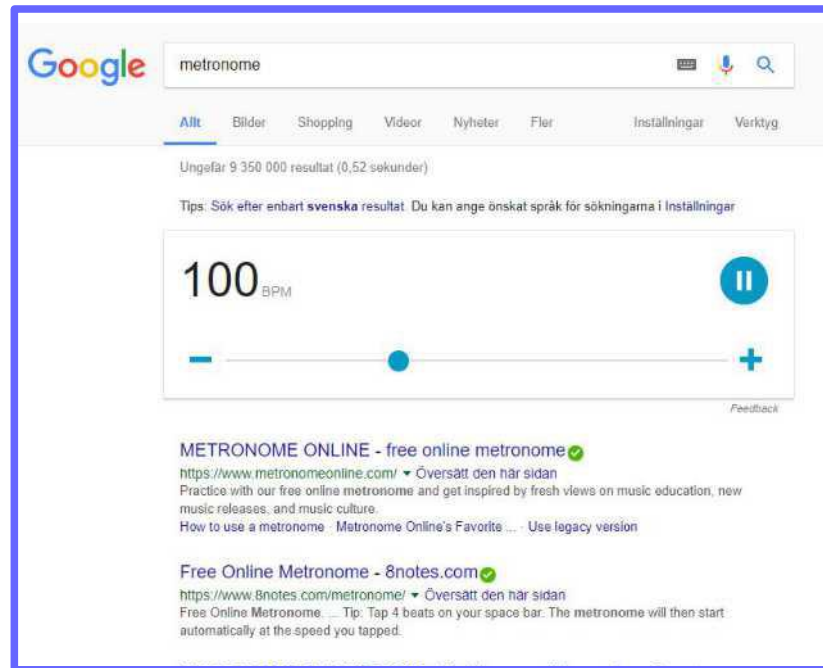 Google metronome
Allt Bilder Shopping Videor Nyheter Fler Inställningar Verktyg
Ungefär 9 350 000 resultat (0,52 sekunder)
Tips: Sök efter enbart svenska resultat. Du kan ange önskat språk för sökningarna i Inställningar
100 BPM
Feedback
METRONOME ONLINE - free online metronome
https://www.metronomeonline.com/ Översätt den här sidan
Practice with our free online metronome and get inspired by fresh views on music education, new
music releases, and music culture.
How to use a metronome · Metronome Online's Favorite ... · Use legacy version
Free Online Metronome - 8notes.com
https://www.8notes.com/metronome/ Översätt den här sidan
Free Online Metronome. ... Tip: Tap 4 beats on your space bar. The metronome will then start
automatically at the speed you tapped.